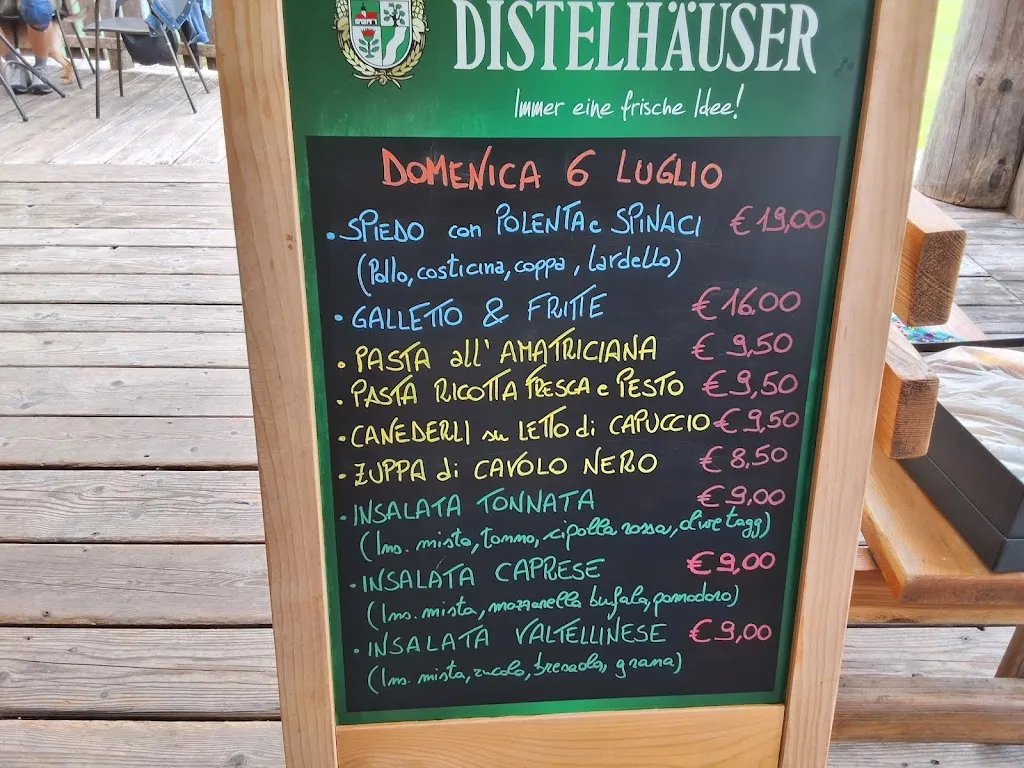 DISTELHÄUSER
Immer eine frische Idee!
DOMENICA 6 LUGLIO
• SPIEDO con POLENTA e SPINACI € 19,00
(Pollo, costicina, coppa, lardello)
• GALLETTO & FRITTE € 16,00
• PASTA all' AMATRICIANA € 9,50
• PASTA RICOTTA FRESCA e PESTO € 9,50
• CANEDERLI su LETTO di CAPUCCIO € 9,50
• ZUPPA di CAVOLO NERO € 8,50
• INSALATA TONNATA € 9,00
(Ins. mista, tonno, cipolla rossa, olive tagg)
• INSALATA CAPRESE € 9,00
(Ins. mista, mozzarella bufala, pomodoro)
• INSALATA VALTELLINESE € 9,00
(Ins. mista, rucola, bresaola, grana)